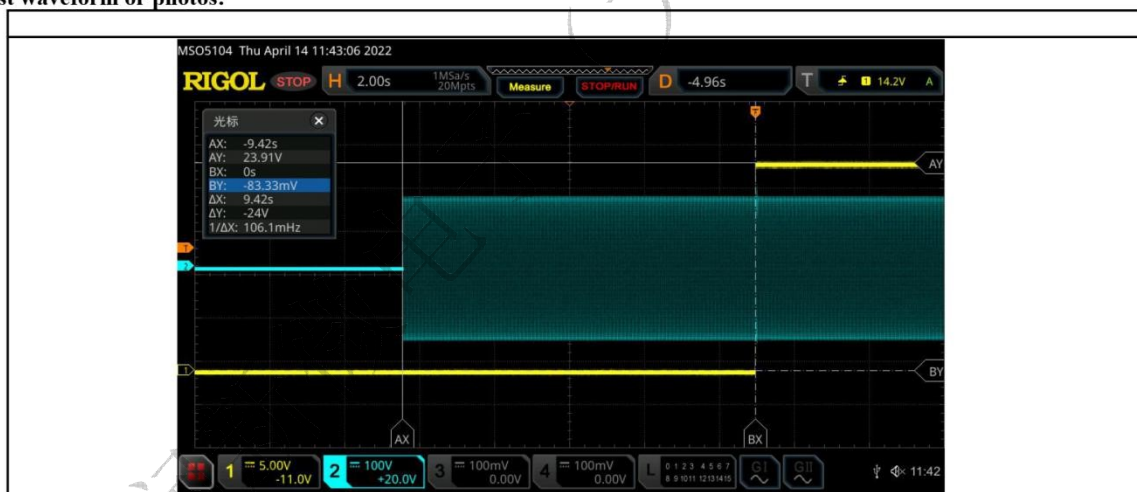 st waveform or photos:
MSO5104 Thu April 14 11:43:06 2022
RIGOL STOP H 2.00s 1MSa/s 20Mpts Measure STOP/RUN D -4.96s T 1 14.2V A
光标
AX: -9.42s
AY: 23.91V
BX: 0s
BY: -83.33mV
ΔX: 9.42s
ΔY: -24V
1/ΔX: 106.1mHz
T
AY
T
2
1
BY
AX
BX
1 5.00V -11.0V 2 100V +20.0V 3 100mV 0.00V 4 100mV 0.00V L 0 1 2 3 4 5 6 7 8 9 10 11 12 13 14 15 GI GII 11:42